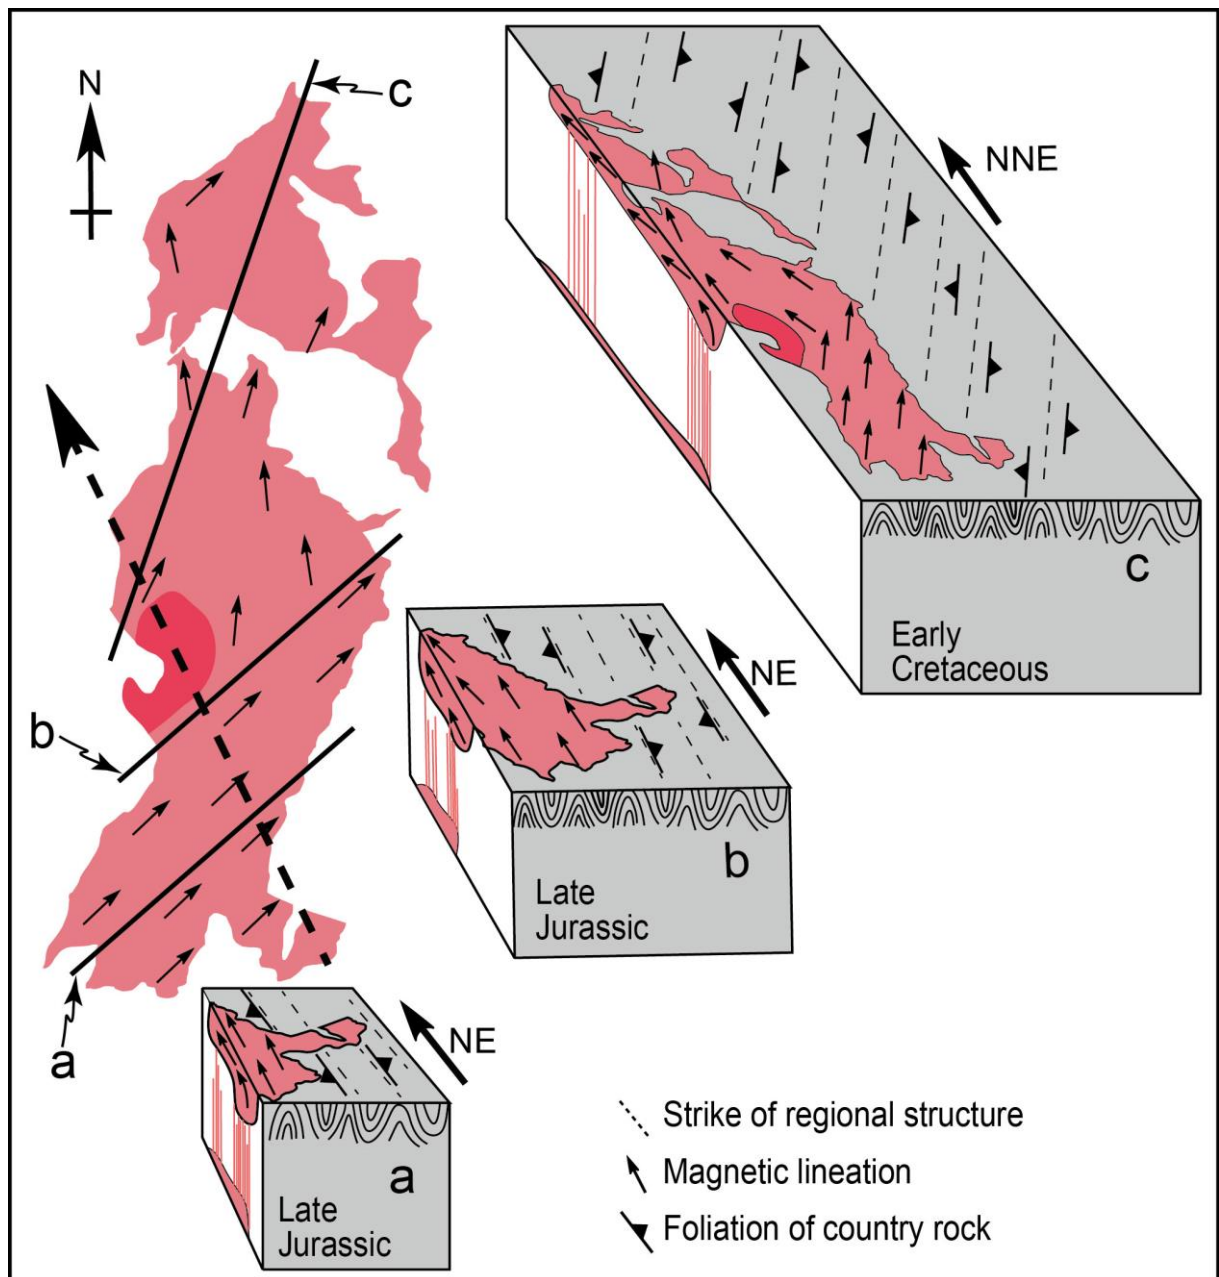 N
c
NNE
c
Early
Cretaceous
b
NE
b
Late
Jurassic
a
NE
a
Late
Jurassic
Strike of regional structure
Magnetic lineation
Foliation of country rock